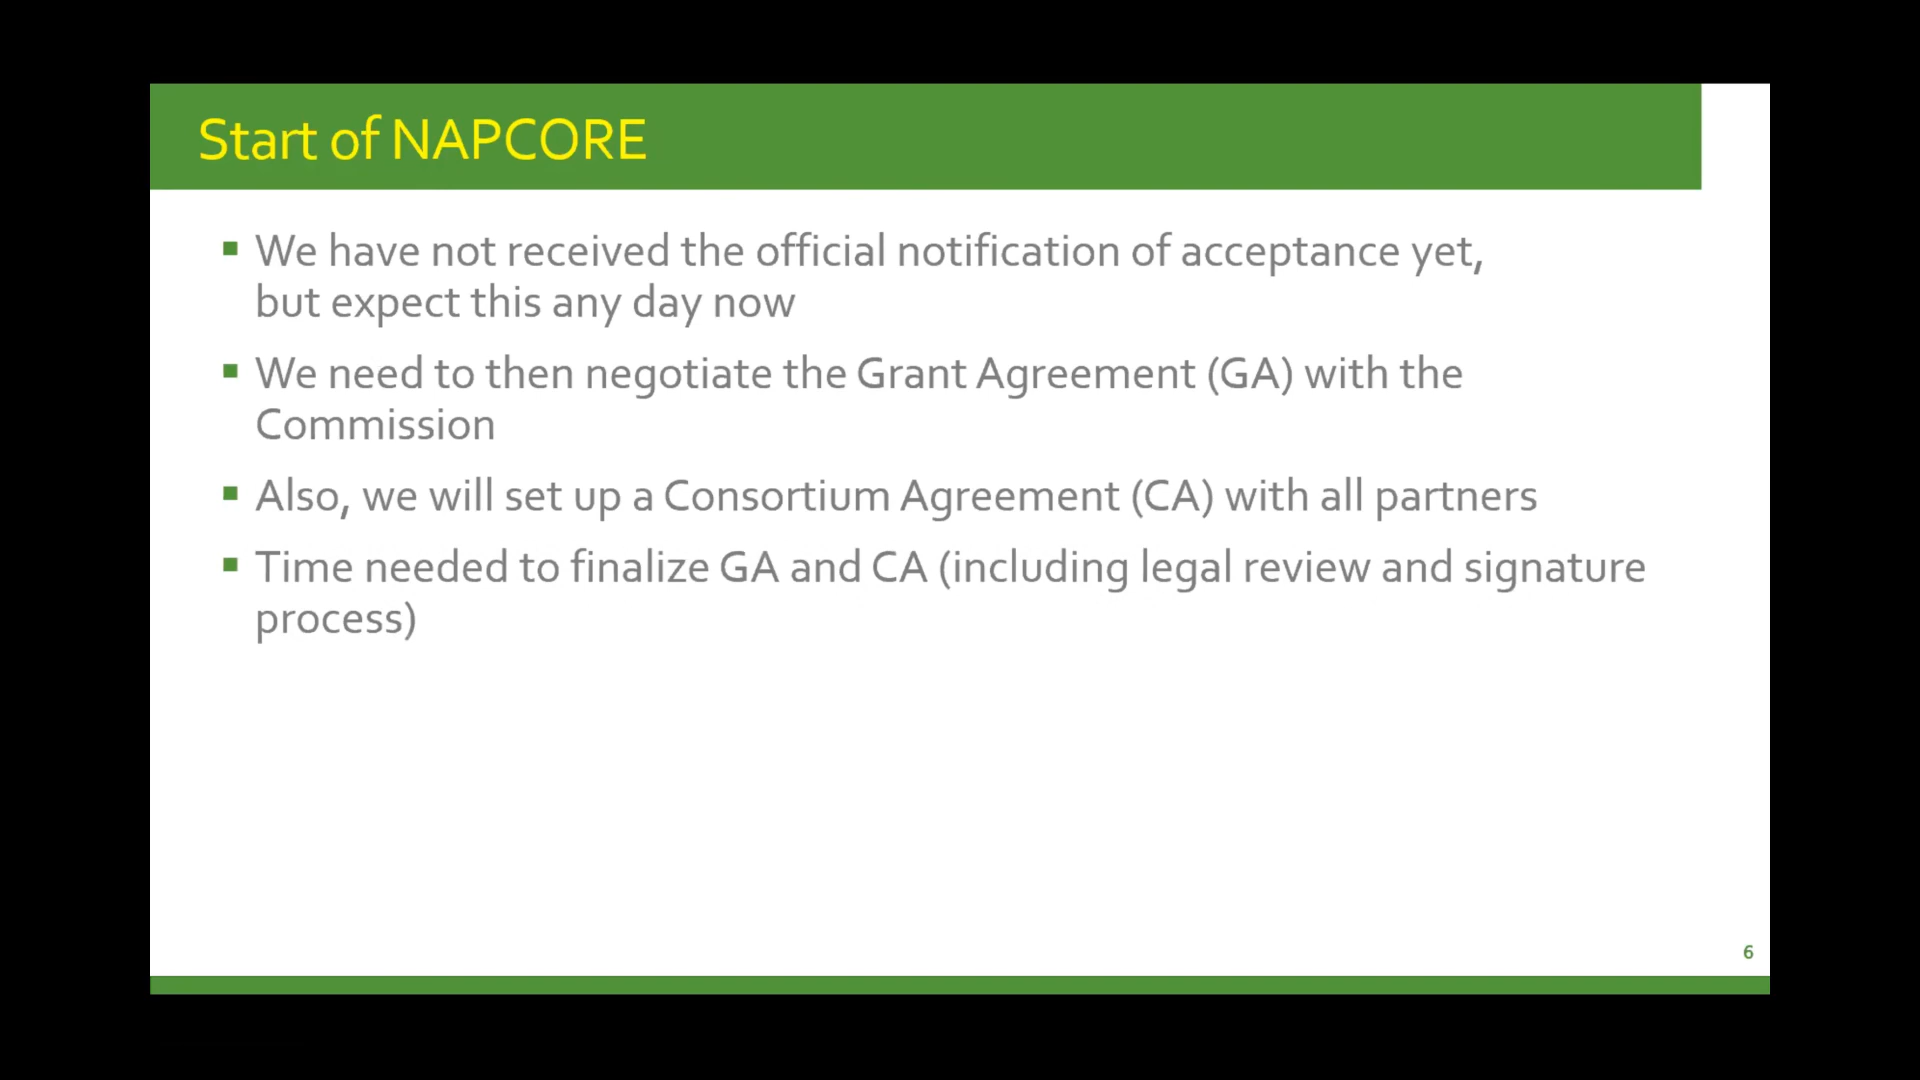 Start of NAPCORE
▪ We have not received the official notification of acceptance yet,
but expect this any day now
▪ We need to then negotiate the Grant Agreement (GA) with the
Commission
▪ Also, we will set up a Consortium Agreement (CA) with all partners
▪ Time needed to finalize GA and CA (including legal review and signature
process)
6